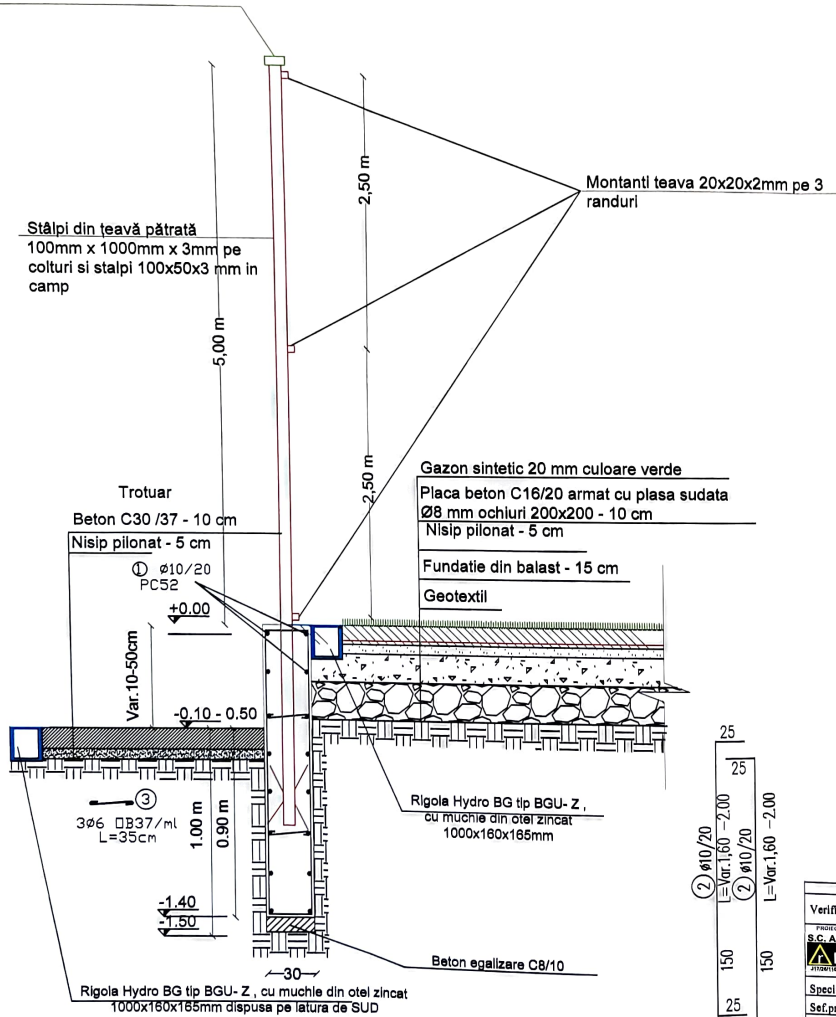 2,50 m
Montanti teava 20x20x2mm pe 3
randuri
Stâlpi din țeavă pătrată
100mm x 1000mm x 3mm pe
colturi si stalpi 100x50x3 mm in
camp
5,00 m
2,50 m
Gazon sintetic 20 mm culoare verde
Placa beton C16/20 armat cu plasa sudata
Ø8 mm ochiuri 200x200 - 10 cm
Nisip pilonat - 5 cm
Fundatie din balast - 15 cm
Geotextil
Trotuar
Beton C30 /37 - 10 cm
Nisip pilonat - 5 cm
1 ø10/20
PC52
+0.00
Var.10-50cm
-0.10 - 0.50
3
3ø6 OB37/ml
L=35cm
1.00 m
0.90 m
-1.40
-1.50
30
Rigola Hydro BG tip BGU- Z ,
cu muchie din otel zincat
1000x160x165mm
Beton egalizare C8/10
Rigola Hydro BG tip BGU- Z , cu muchie din otel zincat
1000x160x165mm dispusa pe latura de SUD
25
25
2 ø10/20
L=Var.1,60 -2.00
2 ø10/20
L=Var.1,60 -2.00
150
150
25
Verifi
S.C. A
Speci
Sef.pr